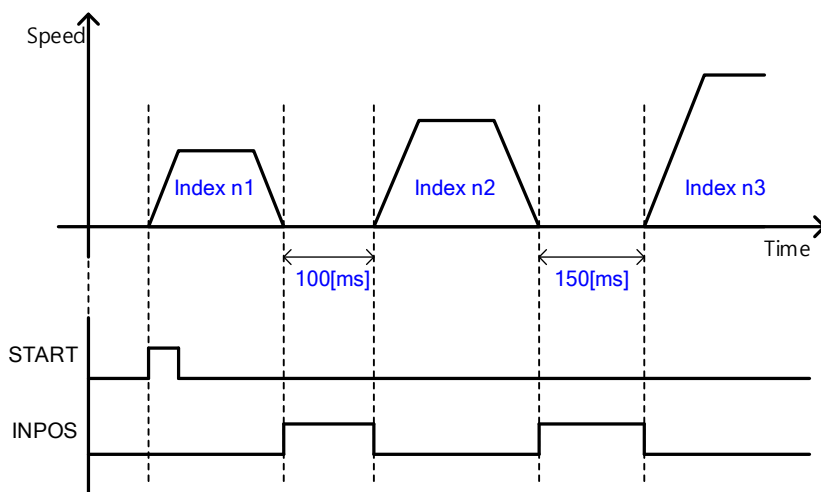 Speed
Index n1
Index n2
Index n3
Time
100[ms]
150[ms]
START
INPOS